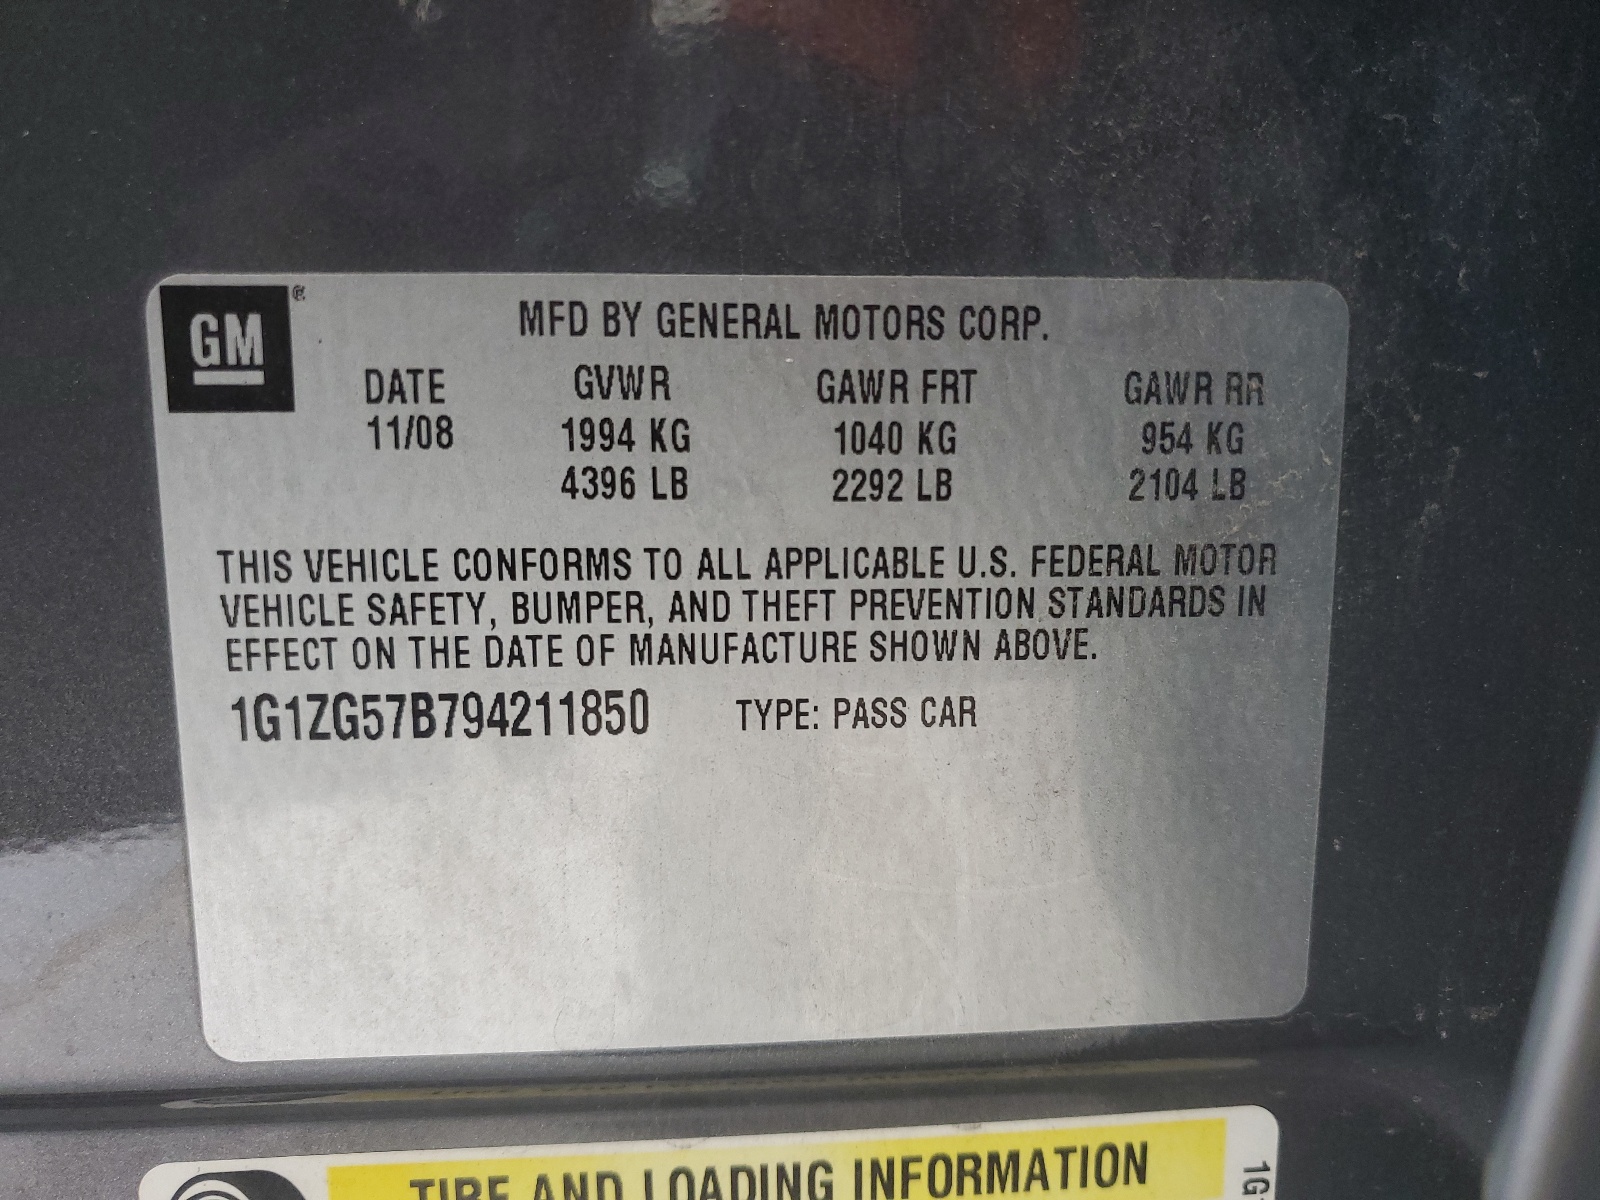 GM
MFD BY GENERAL MOTORS CORP.
DATE GVWR GAWR FRT GAWR RR
11/08 1994 KG 1040 KG 954 KG
4396 LB 2292 LB 2104 LB
THIS VEHICLE CONFORMS TO ALL APPLICABLE U.S. FEDERAL MOTOR
VEHICLE SAFETY, BUMPER, AND THEFT PREVENTION STANDARDS IN
EFFECT ON THE DATE OF MANUFACTURE SHOWN ABOVE.
1G1ZG57B794211850 TYPE: PASS CAR
TIRE AND LOADING INFORMATION
1G